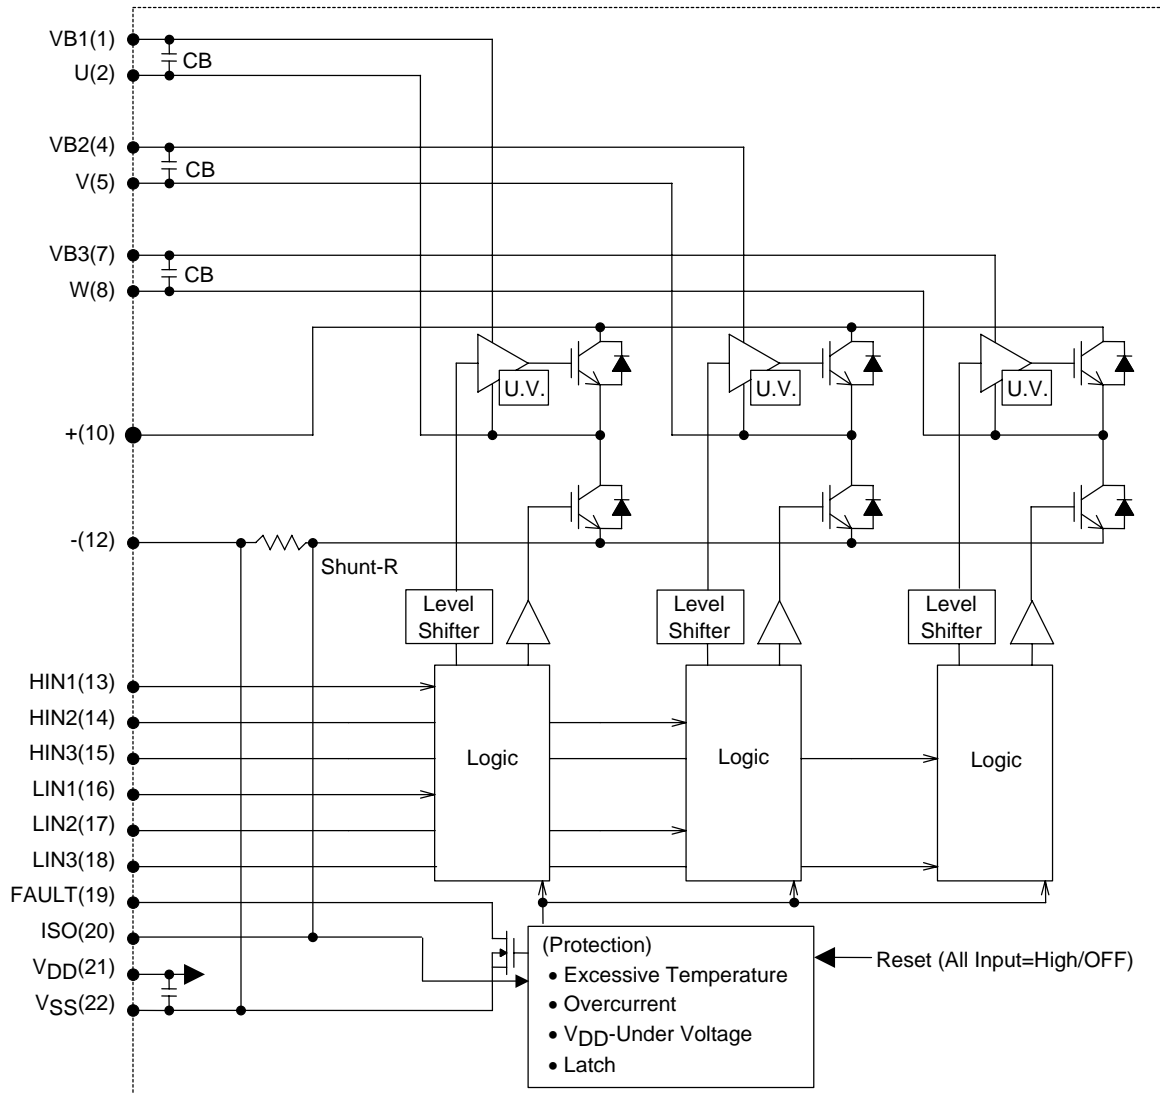 VB1(1)
CB
U(2)
VB2(4)
CB
V(5)
VB3(7)
CB
W(8)
U.V.
U.V.
U.V.
+(10)
-(12)
Shunt-R
Level
Shifter
Level
Shifter
Level
Shifter
HIN1(13)
HIN2(14)
HIN3(15)
LIN1(16)
LIN2(17)
LIN3(18)
Logic
Logic
Logic
FAULT(19)
ISO(20)
VDD(21)
VSS(22)
(Protection)
• Excessive Temperature
• Overcurrent
• VDD-Under Voltage
• Latch
Reset (All Input=High/OFF)